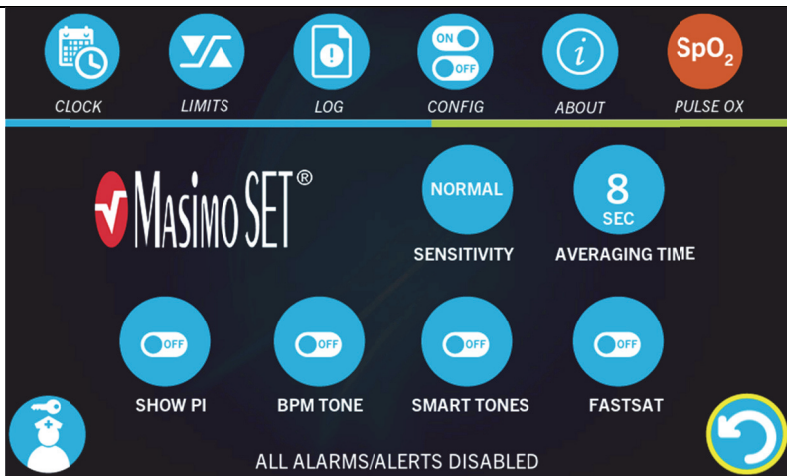 ON
OFF
i
SpO2
CLOCK
LIMITS
LOG
CONFIG
ABOUT
PULSE OX
Masimo SET®
NORMAL
8
SEC
SENSITIVITY
AVERAGING TIME
OFF
OFF
OFF
OFF
SHOW PI
BPM TONE
SMART TONES
FASTSAT
ALL ALARMS/ALERTS DISABLED